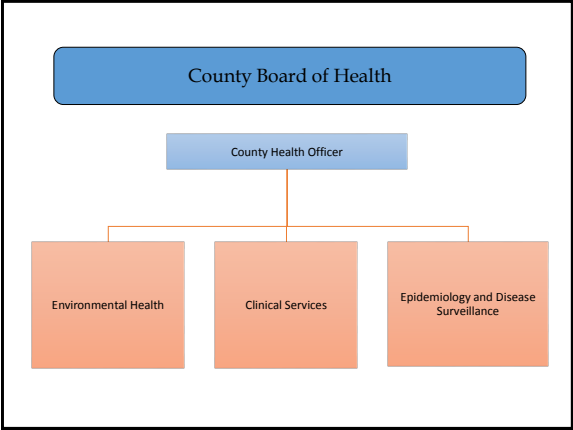 County Board of Health
County Health Officer
Environmental Health
Clinical Services
Epidemiology and Disease
Surveillance